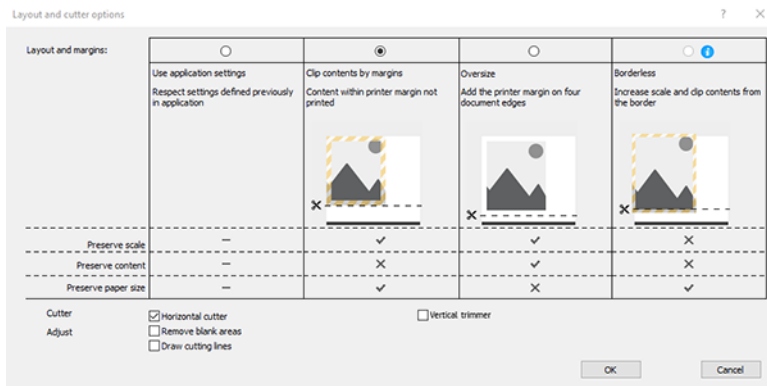 Layout and cutter options
Layout and margins:
Use application settings
Clip contents by margins
Oversize
Borderless
Respect settings defined previously
in application
Content within printer margin not
printed
Add the printer margin on four
document edges
Increase scale and clip contents from
the border
Preserve scale
Preserve content
Preserve paper size
Cutter
Horizontal cutter
Vertical trimmer
Adjust
Remove blank areas
Draw cutting lines
OK
Cancel